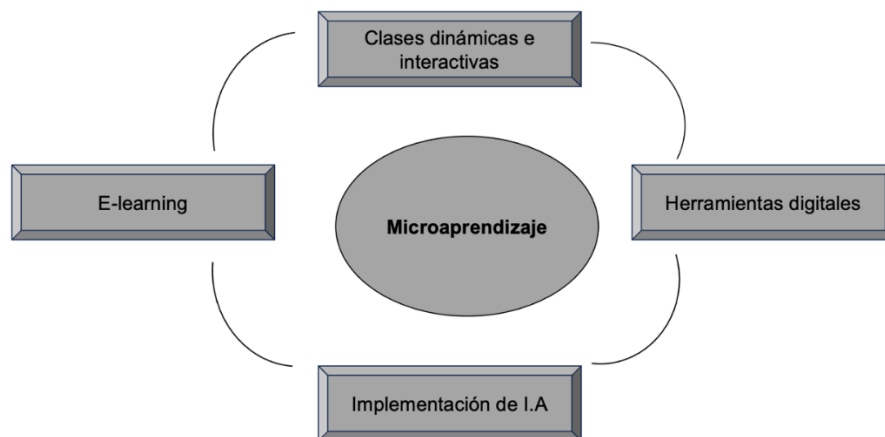 Clases dinámicas e
interactivas
E-learning
Microaprendizaje
Herramientas digitales
Implementación de I.A